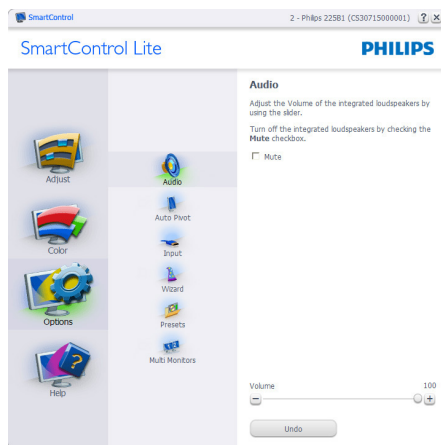 SmartControl
2 - Philips 225B1 (CS30715000001)
SmartControl Lite
PHILIPS
Adjust
Color
Options
Help
Audio
Auto Pivot
Input
Wizard
Presets
Multi Monitors
Audio
Adjust the Volume of the integrated loudspeakers by
using the slider.
Turn off the integrated loudspeakers by checking the
Mute checkbox.
Mute
Volume
100
Undo